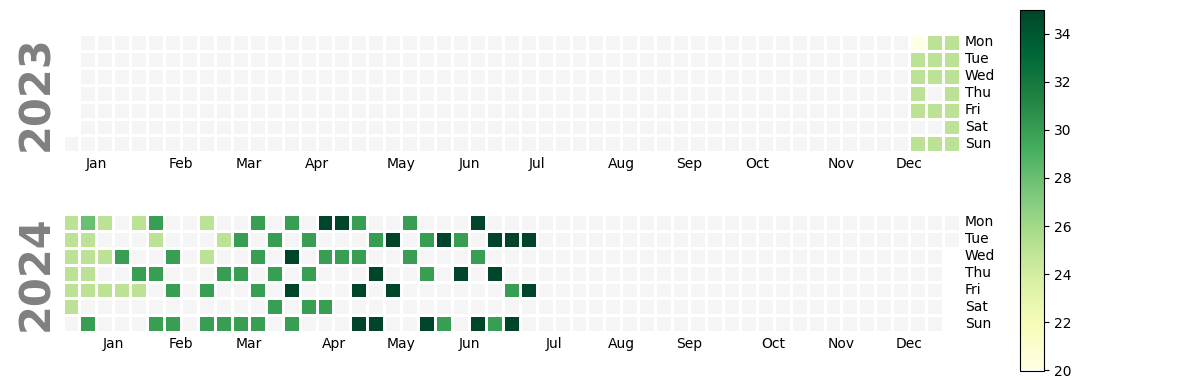 2023
Mon
Tue
Wed
Thu
Fri
Sat
Sun
Jan Feb Mar Apr May Jun Jul Aug Sep Oct Nov Dec
2024
Mon
Tue
Wed
Thu
Fri
Sat
Sun
Jan Feb Mar Apr May Jun Jul Aug Sep Oct Nov Dec
34
32
30
28
26
24
22
20